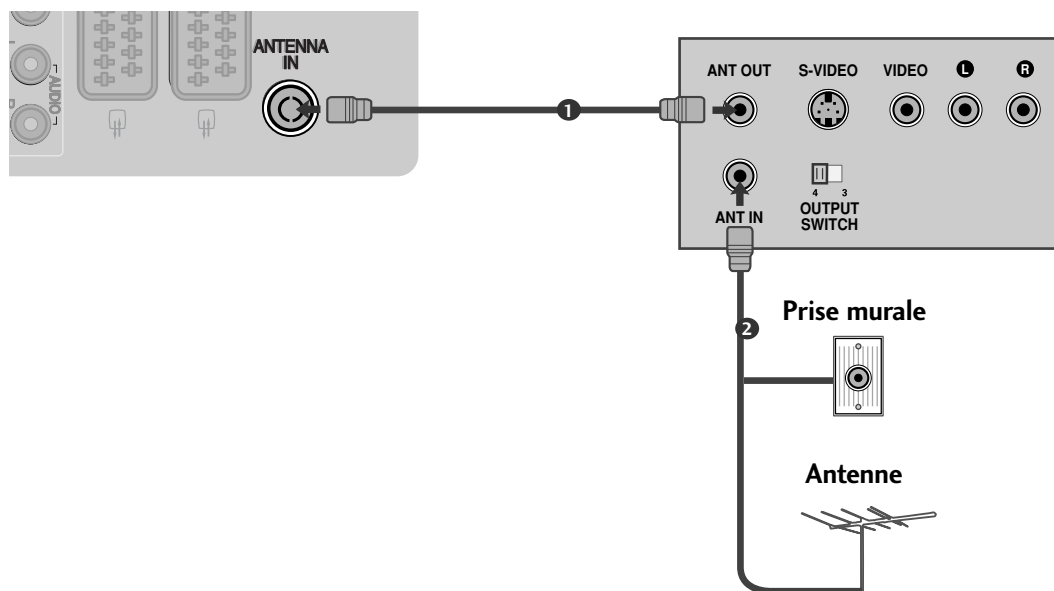 ANTENNA
IN
AUDIO
1
ANT OUT
S-VIDEO
VIDEO
L
R
4 3
ANT IN
OUTPUT
SWITCH
2
Prise murale
Antenne